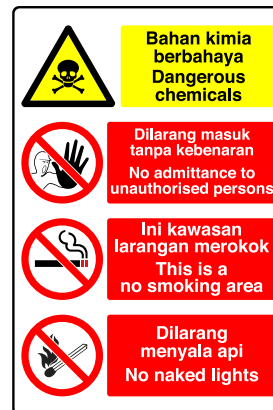 Bahan kimia
berbahaya
Dangerous
chemicals
Dilarang masuk
tanpa kebenaran
No admittance to
unauthorised persons
Ini kawasan
larangan merokok
This is a
no smoking area
Dilarang
menyala api
No naked lights